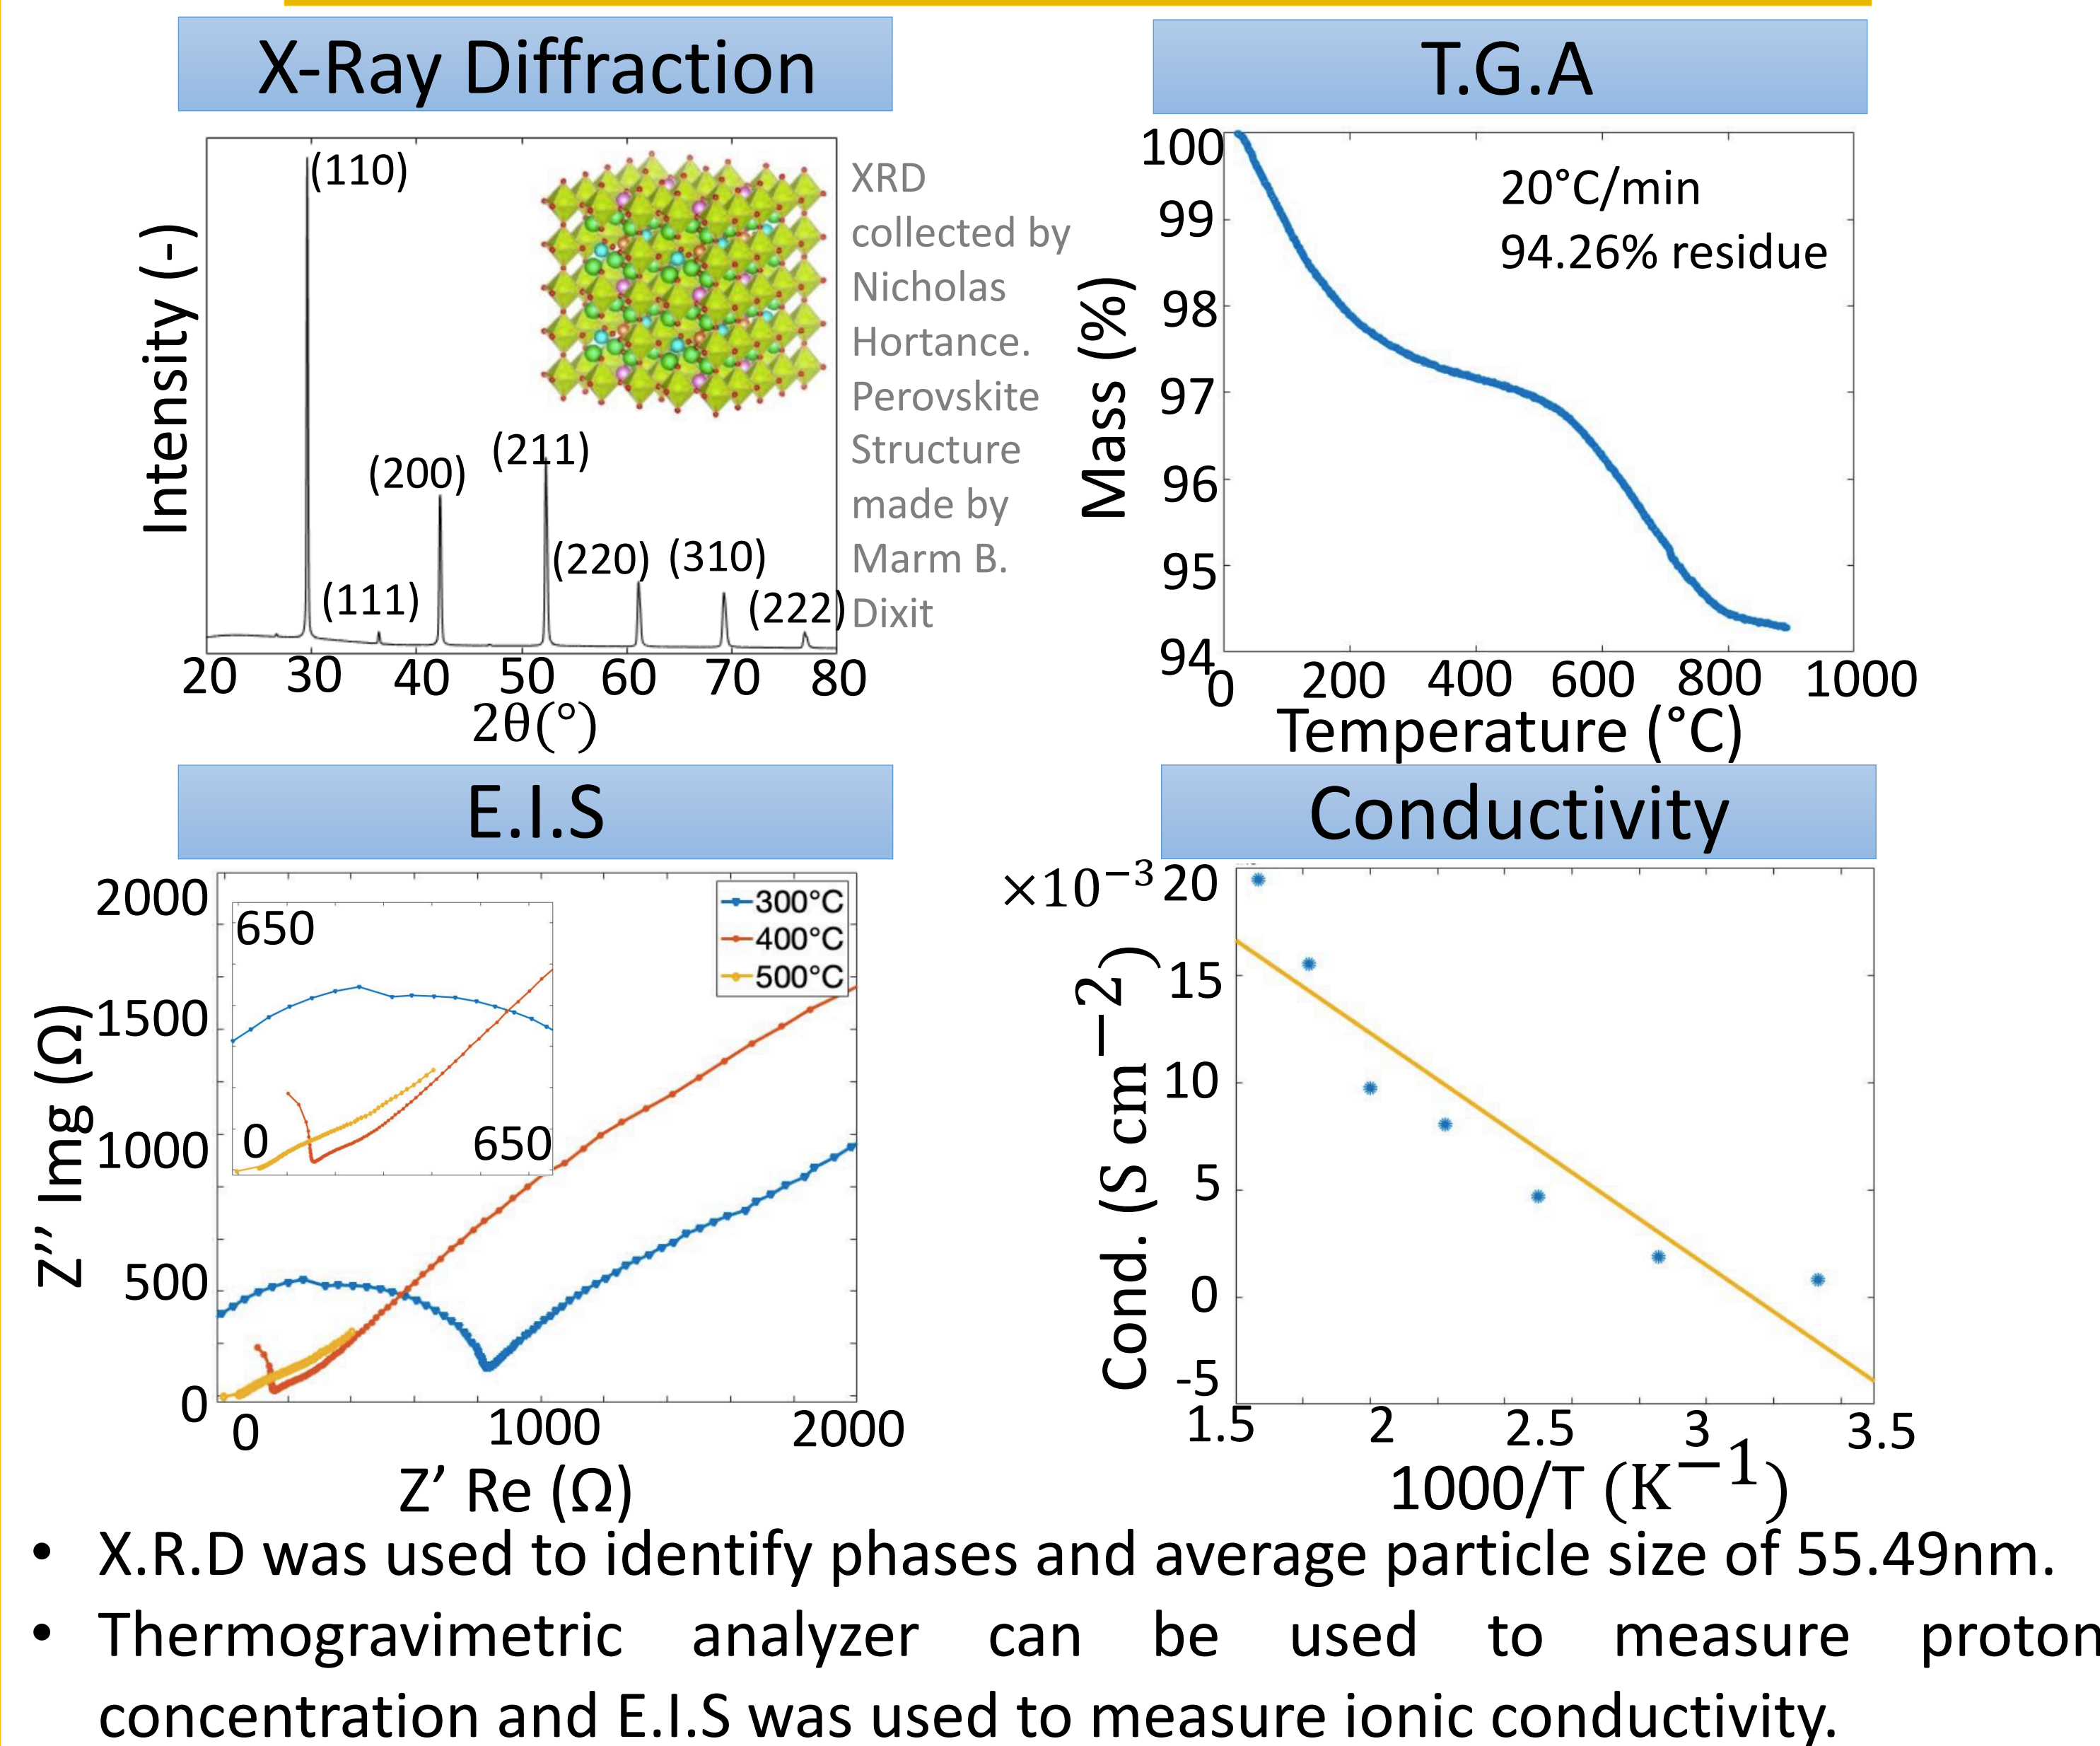 X-Ray Diffraction
(110)
(200)
(211)
(111)
(220)
(310)
(222)
Intensity (-)
20 30 40 50 60 70 80
2θ(°)
XRD
collected by
Nicholas
Hortance.
Perovskite
Structure
made by
Marm B.
Dixit
T.G.A
20°C/min
94.26% residue
Mass (%)
100
99
98
97
96
95
94
0 200 400 600 800 1000
Temperature (°C)
E.I.S
300°C
400°C
500°C
650
0
650
Z’’ Img (Ω)
2000
1500
1000
500
0
0 1000 2000
Z’ Re (Ω)
Conductivity
×10−3
Cond. (S cm−2)
20
15
10
5
0
-5
1.5 2 2.5 3 3.5
1000/T (K−1)
• X.R.D was used to identify phases and average particle size of 55.49nm.
• Thermogravimetric analyzer can be used to measure proton
concentration and E.I.S was used to measure ionic conductivity.